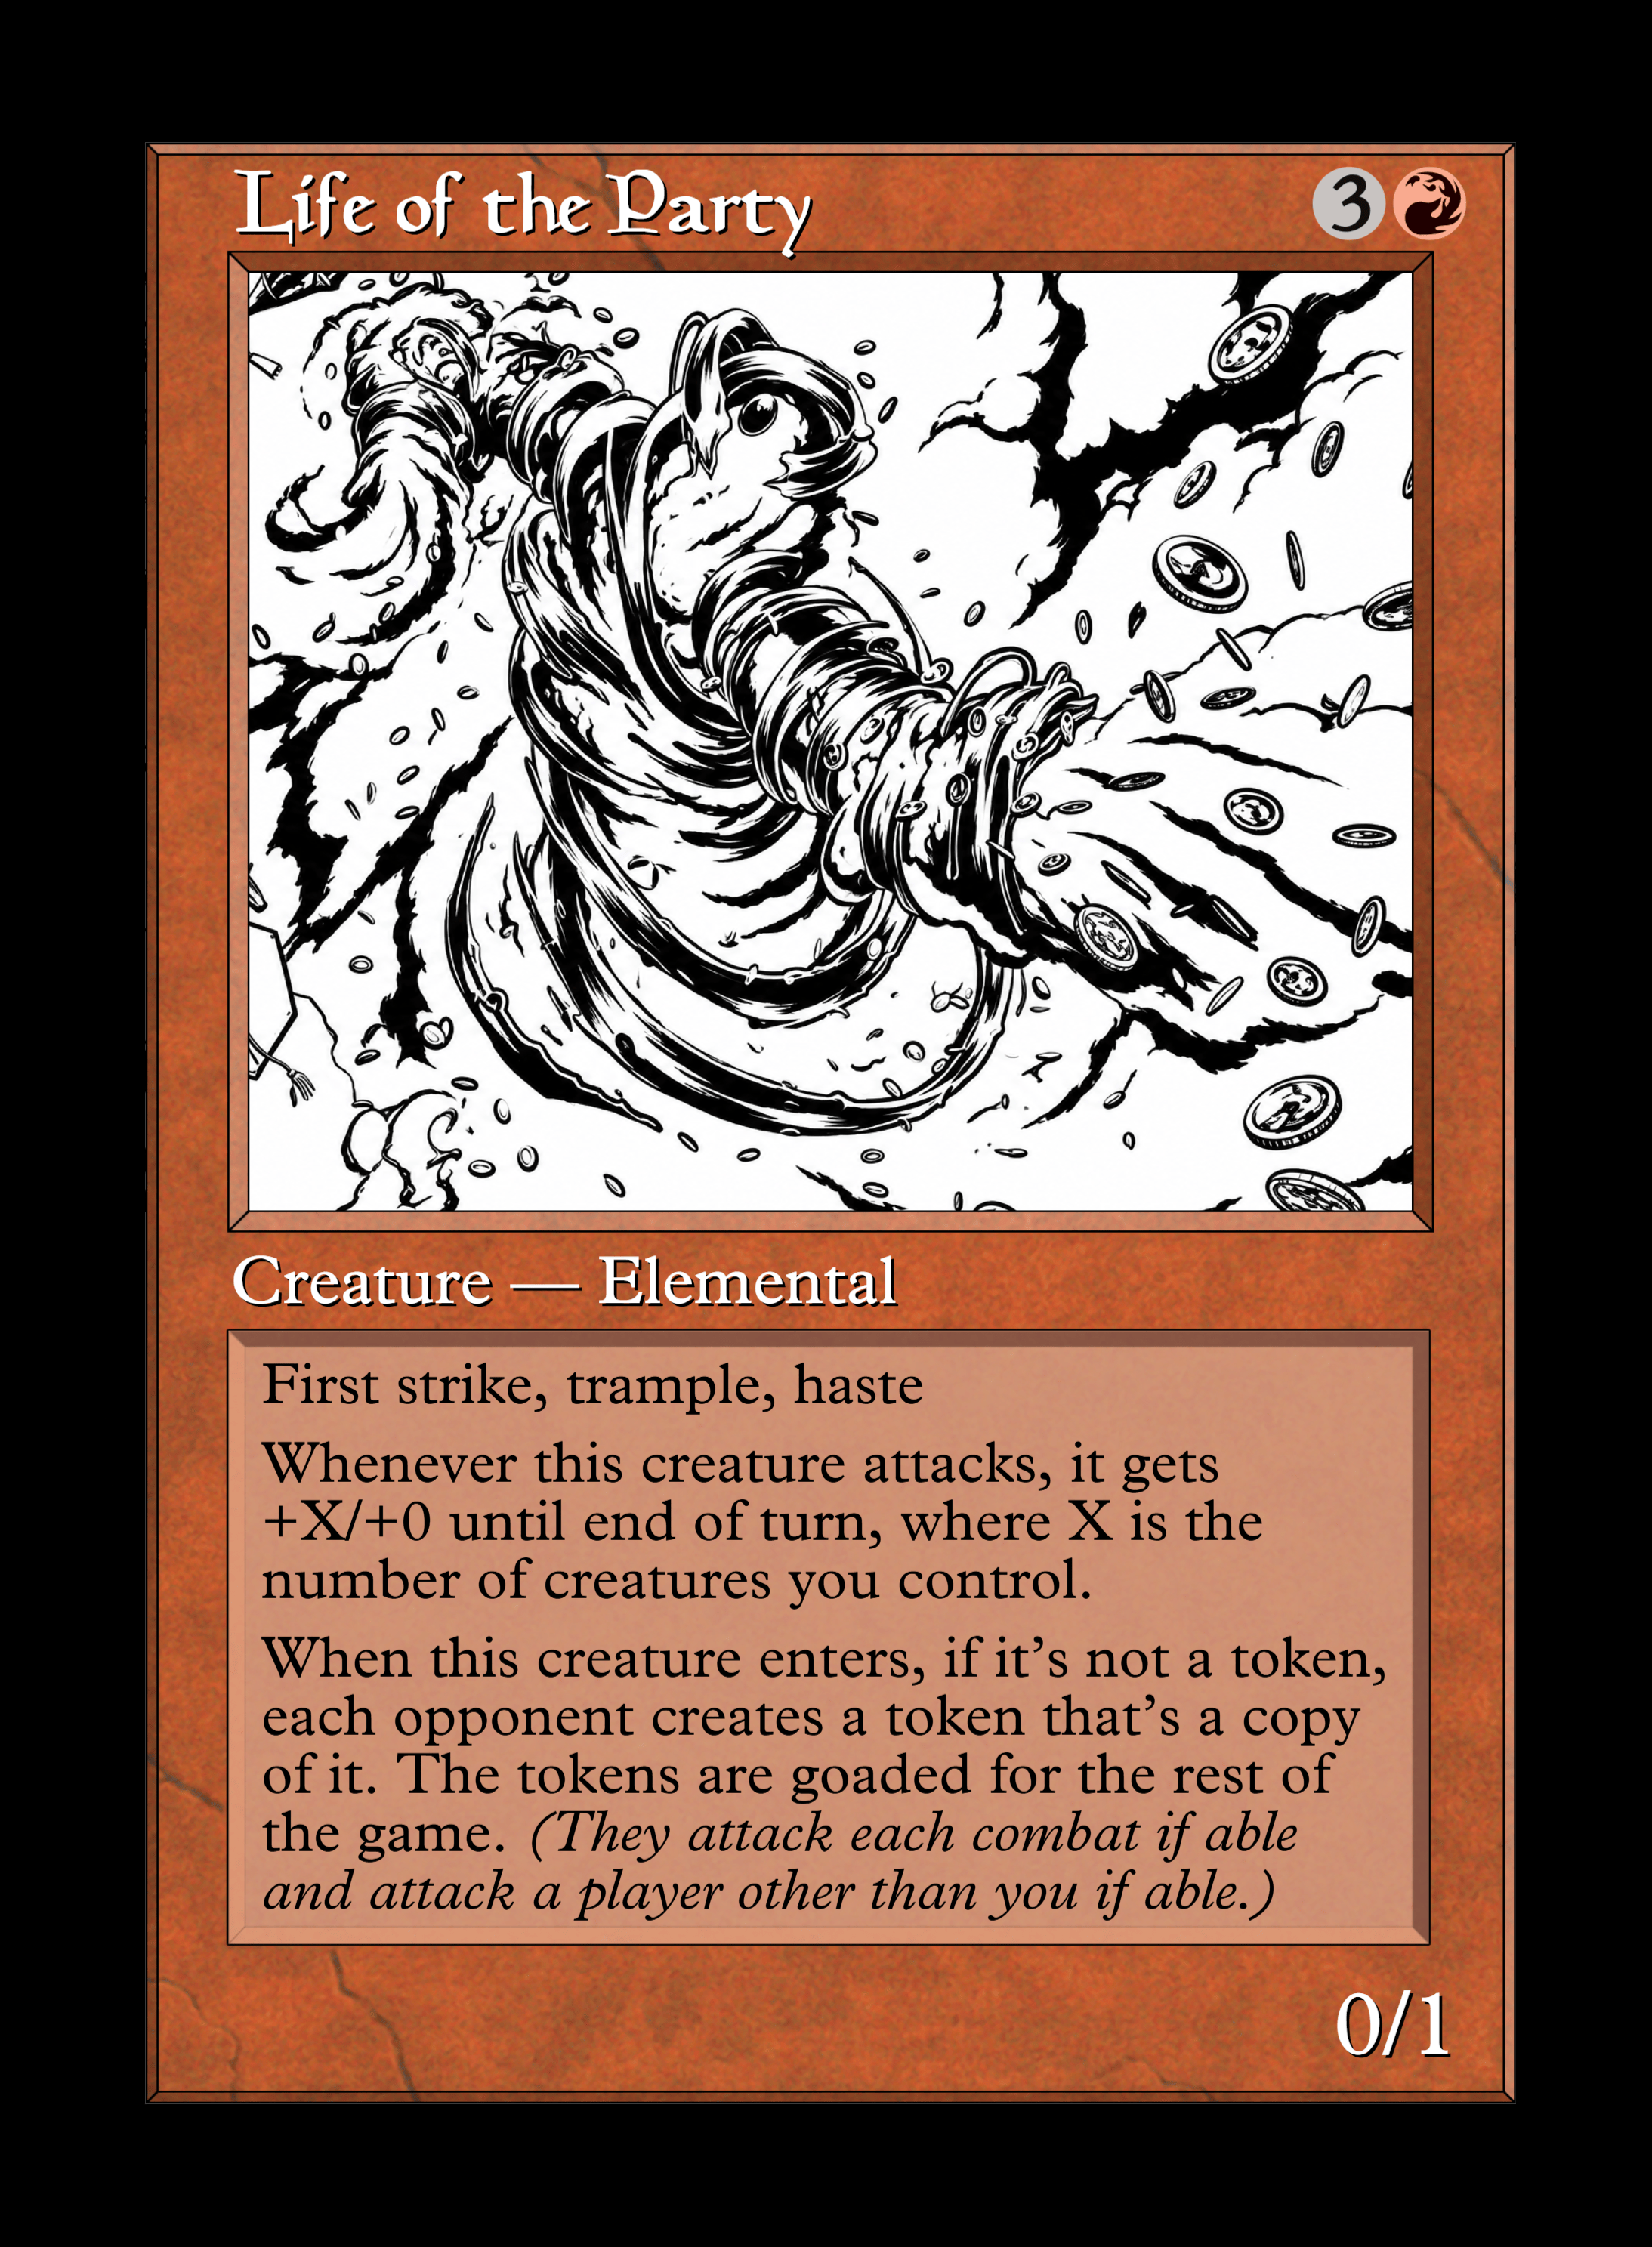 Life of the Party 3
Creature — Elemental
First strike, trample, haste
Whenever this creature attacks, it gets
+X/+0 until end of turn, where X is the
number of creatures you control.
When this creature enters, if it's not a token,
each opponent creates a token that's a copy
of it. The tokens are goaded for the rest of
the game. (They attack each combat if able
and attack a player other than you if able.)
0/1